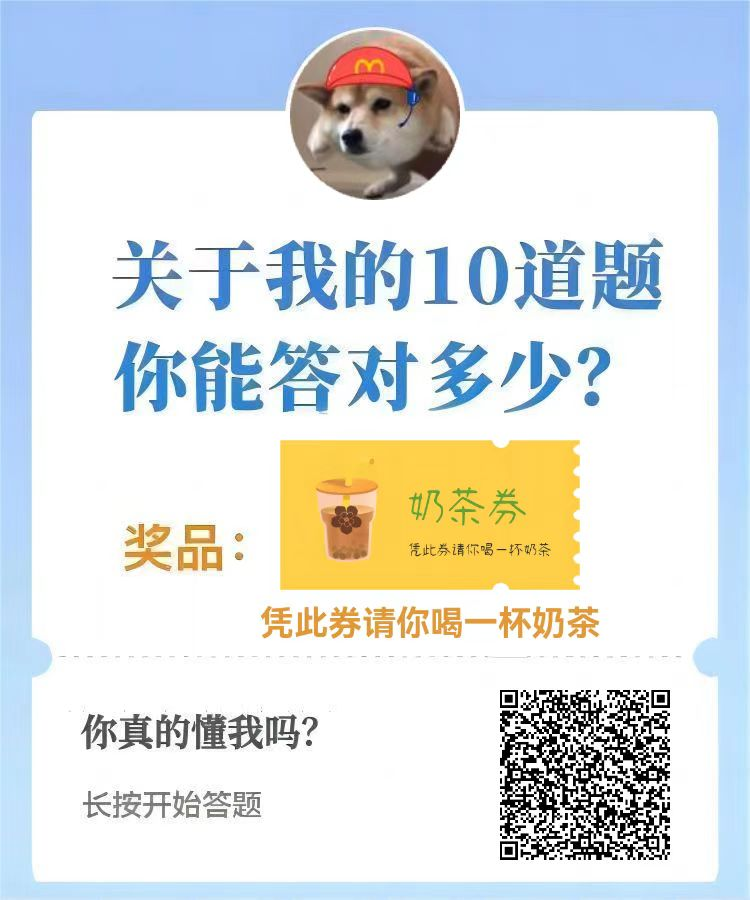 关于我的10道题
你能答对多少？
奖品：
奶茶券
凭此券请你喝一杯奶茶
凭此券请你喝一杯奶茶
你真的懂我吗？
长按开始答题